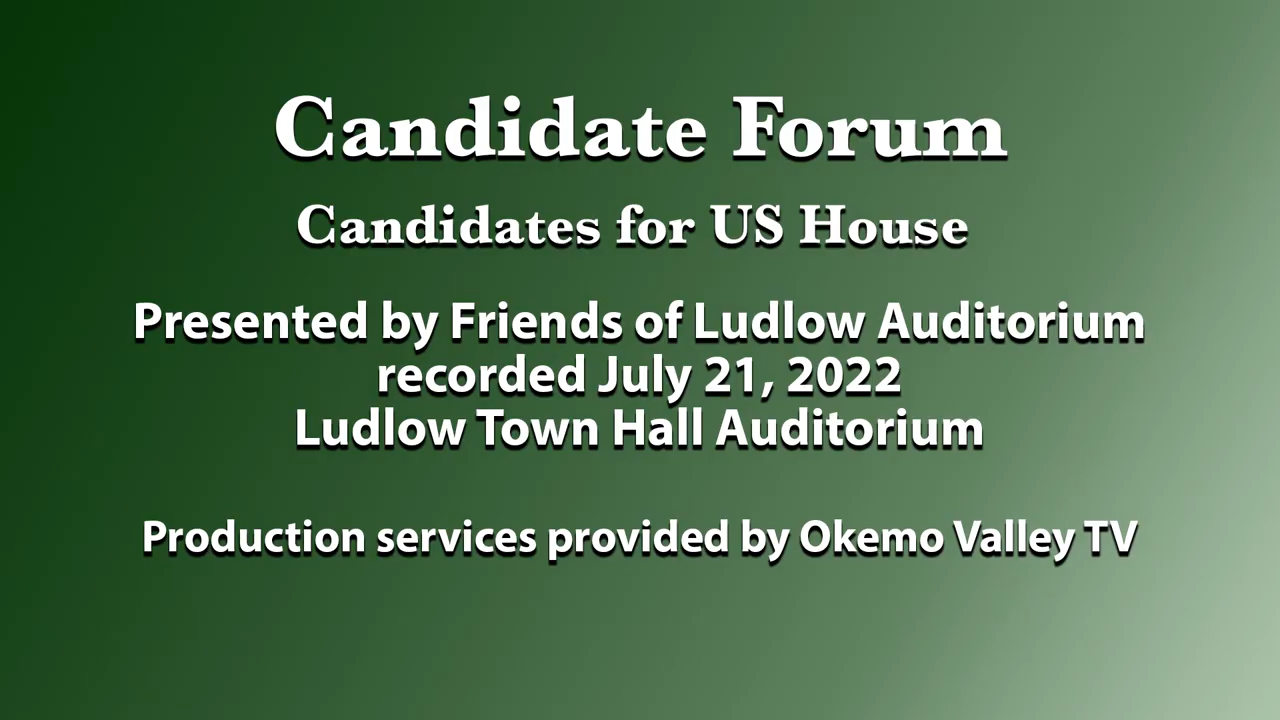 Candidate Forum
Candidates for US House
Presented by Friends of Ludlow Auditorium
recorded July 21, 2022
Ludlow Town Hall Auditorium
Production services provided by Okemo Valley TV